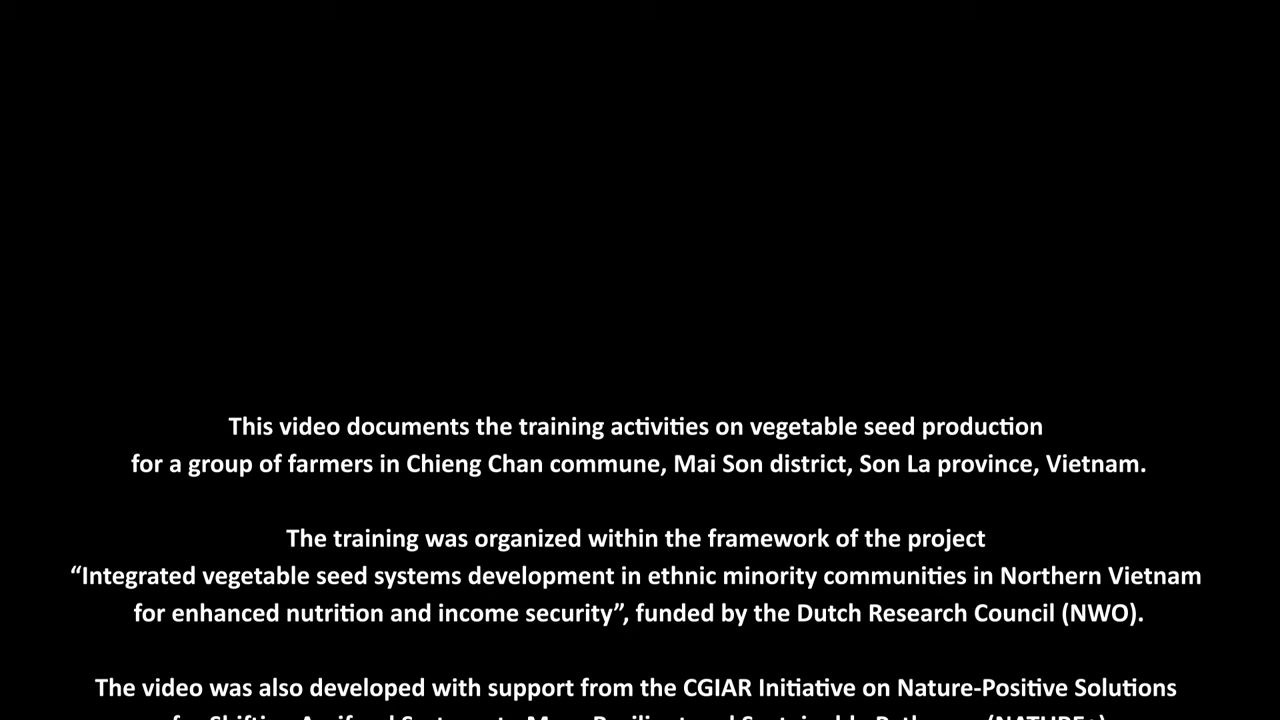 This video documents the training activities on vegetable seed production
for a group of farmers in Chieng Chan commune, Mai Son district, Son La province, Vietnam.
The training was organized within the framework of the project
“Integrated vegetable seed systems development in ethnic minority communities in Northern Vietnam
for enhanced nutrition and income security”, funded by the Dutch Research Council (NWO).
The video was also developed with support from the CGIAR Initiative on Nature-Positive Solutions